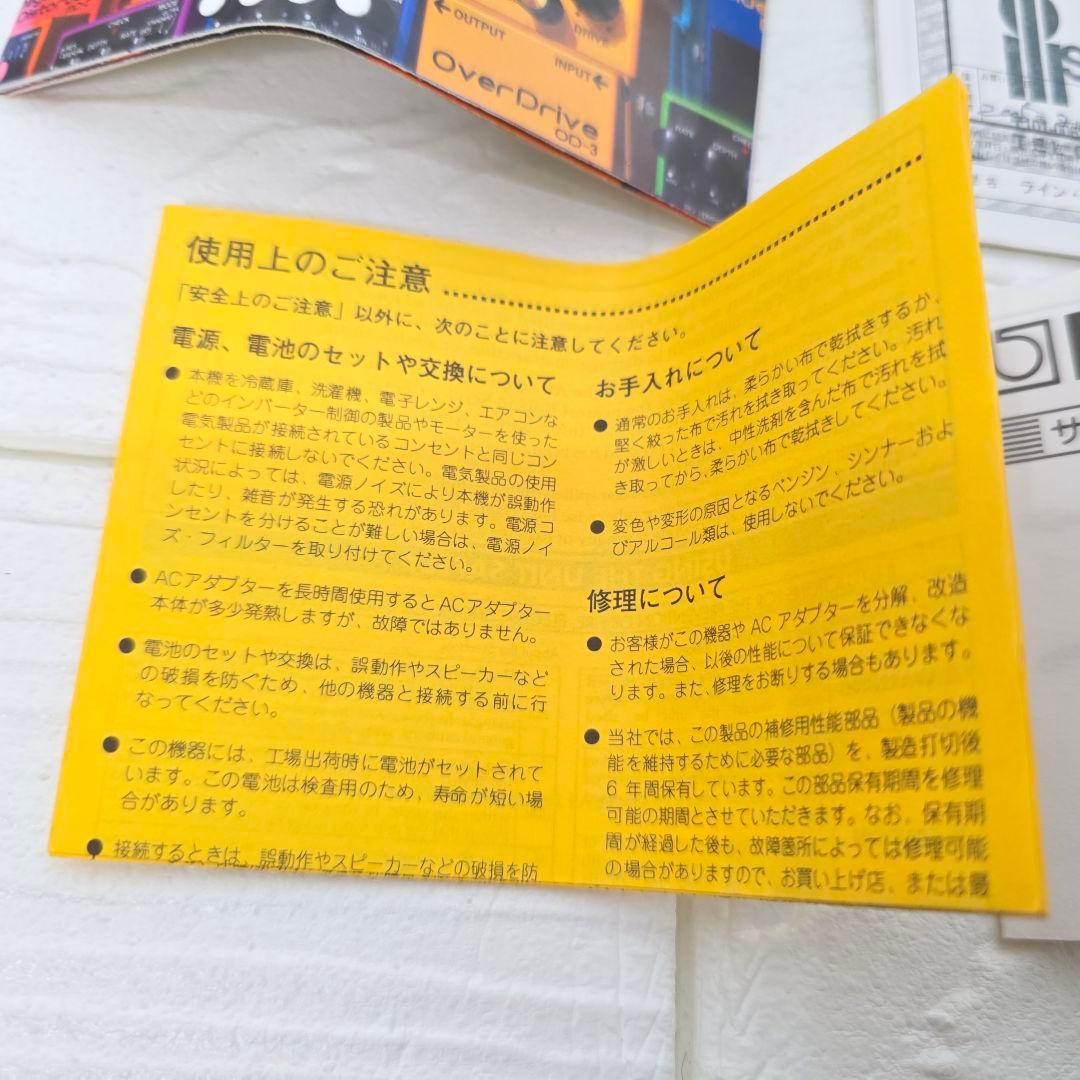 OUTPUT
DRIVE
INPUT
OverDrive
OD-3
RATE
DEPTH
ライン
サ
使用上のご注意
「安全上のご注意」以外に、次のことに注意してください。
電源、電池のセットや交換について
● 本機を冷蔵庫、洗濯機、電子レンジ、エアコンな
どのインバーター制御の製品やモーターを使った
電気製品が接続されているコンセントと同じコン
セントに接続しないでください。電気製品の使用
状況によっては、電源ノイズにより本機が誤動作
したり、雑音が発生する恐れがあります。電源コ
ンセントを分けることが難しい場合は、電源ノイ
ズ・フィルターを取り付けてください。
● ACアダプターを長時間使用するとACアダプター
本体が多少発熱しますが、故障ではありません。
● 電池のセットや交換は、誤動作やスピーカーなど
の破損を防ぐため、他の機器と接続する前に行
なってください。
● この機器には、工場出荷時に電池がセットされて
います。この電池は検査用のため、寿命が短い場
合があります。
● 接続するときは、誤動作やスピーカーなどの破損を防
お手入れについて
● 通常のお手入れは、柔らかい布で乾拭きするか、
堅く絞った布で汚れを拭き取ってください。汚れ
が激しいときは、中性洗剤を含んだ布で汚れを拭
き取ってから、柔らかい布で乾拭きしてください。
● 変色や変形の原因となるベンジン、シンナーおよ
びアルコール類は、使用しないでください。
修理について
● お客様がこの機器や AC アダプターを分解、改造
された場合、以後の性能について保証できなくな
ります。また、修理をお断りする場合もあります。
● 当社では、この製品の補修用性能部品（製品の機
能を維持するために必要な部品）を、製造打切後
6 年間保有しています。この部品保有期間を修理
可能の期間とさせていただきます。なお、保有期
間が経過した後も、故障箇所によっては修理可能
の場合がありますので、お買い上げ店、または最